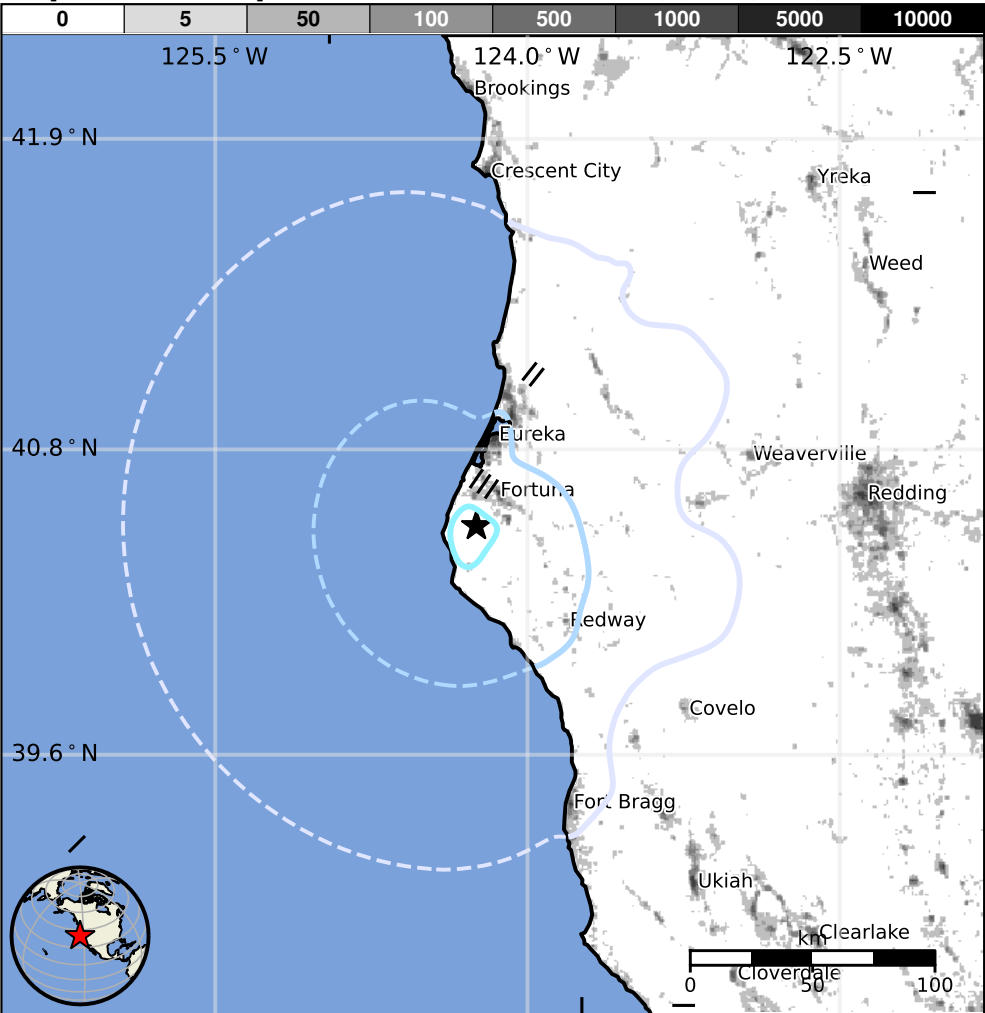 0 5 50 100 500 1000 5000 10000
125.5°W 124.0°W 122.5°W
Brookings
41.9°N
Crescent City
Yreka
Weed
Eureka
40.8°N
Weaverville
Fortuna
Redding
Redway
Covelo
39.6°N
Fort Bragg
Ukiah
Clearlake
km
Cloverdale
0 50 100